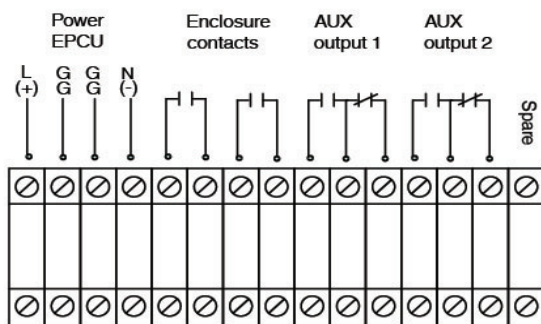 Power
EPCU
Enclosure
contacts
AUX
output 1
AUX
output 2
L
(+)
G
G
G
G
N
(-)
Spare